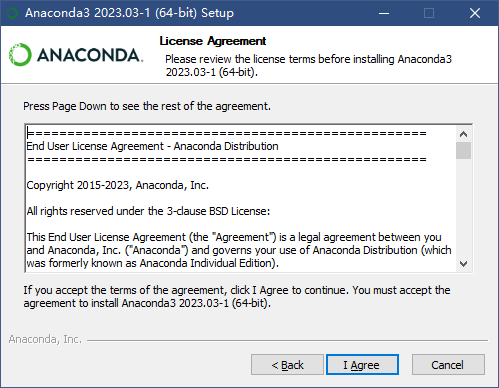 Anaconda3 2023.03-1 (64-bit) Setup
ANACONDA.
License Agreement
Please review the license terms before installing Anaconda3
2023.03-1 (64-bit).
Press Page Down to see the rest of the agreement.
===================================================
End User License Agreement - Anaconda Distribution
===================================================
Copyright 2015-2023, Anaconda, Inc.
All rights reserved under the 3-clause BSD License:
This End User License Agreement (the "Agreement") is a legal agreement between you
and Anaconda, Inc. ("Anaconda") and governs your use of Anaconda Distribution (which
was formerly known as Anaconda Individual Edition).
If you accept the terms of the agreement, click I Agree to continue. You must accept the
agreement to install Anaconda3 2023.03-1 (64-bit).
Anaconda, Inc.
< Back
I Agree
Cancel